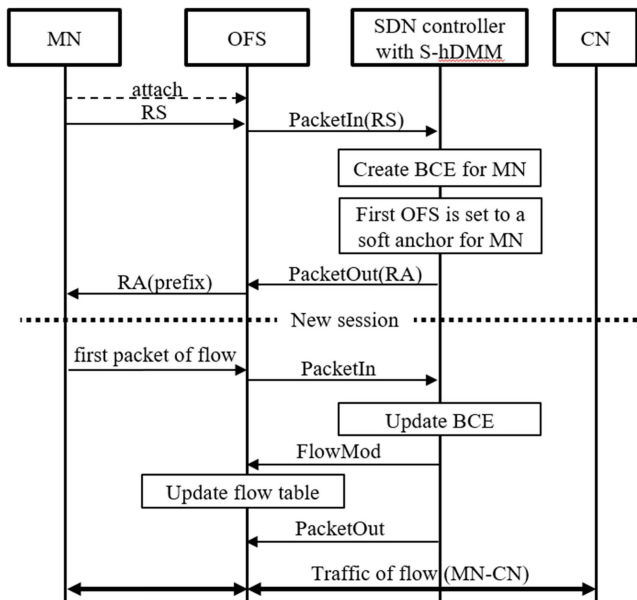 MN
OFS
SDN controller
with S-hDMM
CN
attach
RS
PacketIn(RS)
Create BCE for MN
First OFS is set to a
soft anchor for MN
PacketOut(RA)
RA(prefix)
New session
first packet of flow
PacketIn
Update BCE
FlowMod
Update flow table
PacketOut
Traffic of flow (MN-CN)